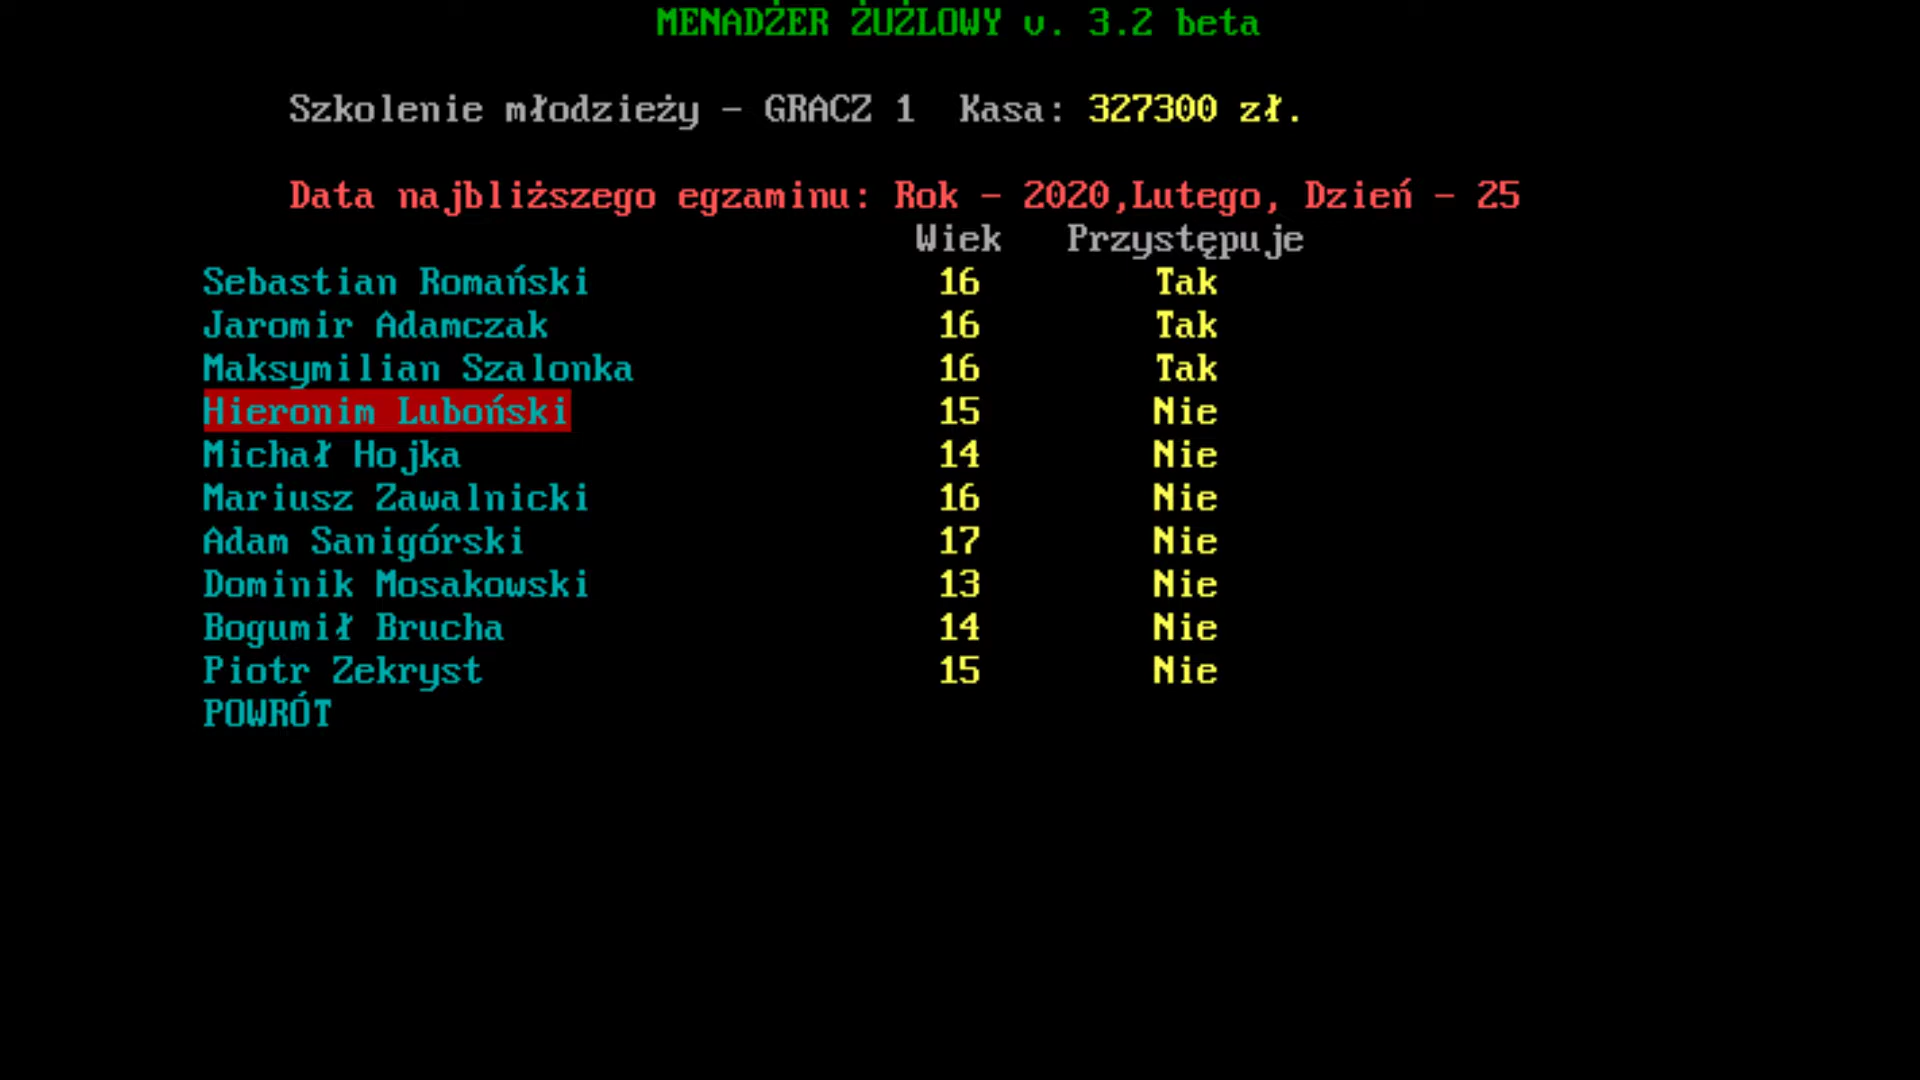 MENADŻER ŻUŻLOWY v. 3.2 beta
Szkolenie młodzieży - GRACZ 1 Kasa: 327300 zł.
Data najbliższego egzaminu: Rok - 2020,Lutego, Dzień - 25
Wiek Przystępuje
Sebastian Romański 16 Tak
Jaromir Adamczak 16 Tak
Maksymilian Szalonka 16 Tak
Hieronim Luboński 15 Nie
Michał Hojka 14 Nie
Mariusz Zawalnicki 16 Nie
Adam Sanigórski 17 Nie
Dominik Mosakowski 13 Nie
Bogumił Brucha 14 Nie
Piotr Zekryst 15 Nie
POWRÓT